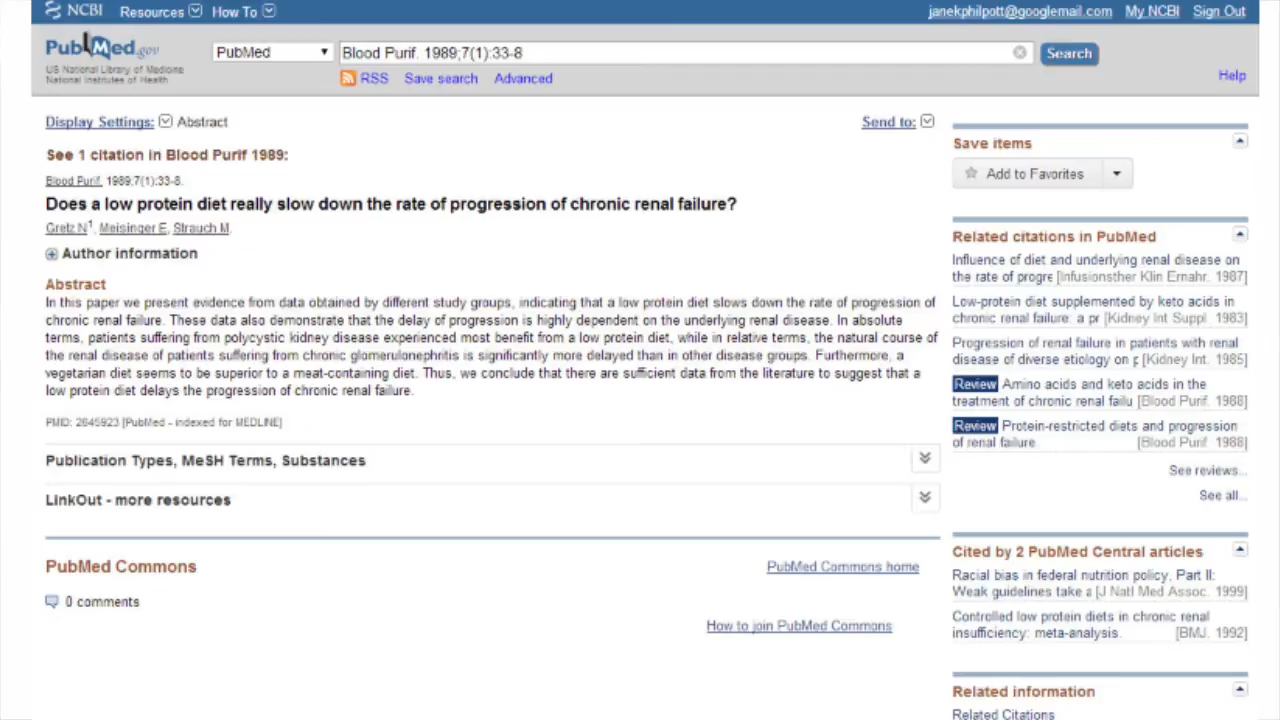 NCBI Resources How To janekphilpott@googlemail.com My NCBI Sign Out
PubMed.gov
US National Library of Medicine
National Institutes of Health
PubMed
Blood Purif. 1989;7(1):33-8
Search
RSS Save search Advanced
Help
Display Settings: Abstract
Send to:
See 1 citation in Blood Purif 1989:
Blood Purif. 1989;7(1):33-8.
Does a low protein diet really slow down the rate of progression of chronic renal failure?
Gretz N1, Meisinger E, Strauch M.
Author information
Abstract
In this paper we present evidence from data obtained by different study groups, indicating that a low protein diet slows down the rate of progression of
chronic renal failure. These data also demonstrate that the delay of progression is highly dependent on the underlying renal disease. In absolute
terms, patients suffering from polycystic kidney disease experienced most benefit from a low protein diet, while in relative terms, the natural course of
the renal disease of patients suffering from chronic glomerulonephritis is significantly more delayed than in other disease groups. Furthermore, a
vegetarian diet seems to be superior to a meat-containing diet. Thus, we conclude that there are sufficient data from the literature to suggest that a
low protein diet delays the progression of chronic renal failure.
PMID: 2645923 [PubMed - indexed for MEDLINE]
Publication Types, MeSH Terms, Substances
LinkOut - more resources
PubMed Commons
PubMed Commons home
0 comments
How to join PubMed Commons
Save items
Add to Favorites
Related citations in PubMed
Influence of diet and underlying renal disease on
the rate of progre [Infusionsther Klin Ernahr. 1987]
Low-protein diet supplemented by keto acids in
chronic renal failure: a pr [Kidney Int Suppl. 1983]
Progression of renal failure in patients with renal
disease of diverse etiology on p [Kidney Int. 1985]
Review Amino acids and keto acids in the
treatment of chronic renal failu [Blood Purif. 1988]
Review Protein-restricted diets and progression
of renal failure. [Blood Purif. 1988]
See reviews...
See all...
Cited by 2 PubMed Central articles
Racial bias in federal nutrition policy, Part II:
Weak guidelines take a [J Natl Med Assoc. 1999]
Controlled low protein diets in chronic renal
insufficiency: meta-analysis. [BMJ. 1992]
Related information
Related Citations